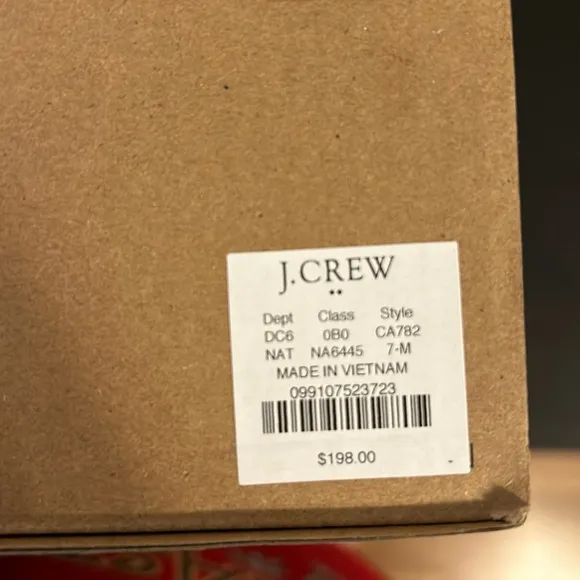 J.CREW
Dept Class Style
DC6 0B0 CA782
NAT NA6445 7-M
MADE IN VIETNAM
099107523723
$198.00